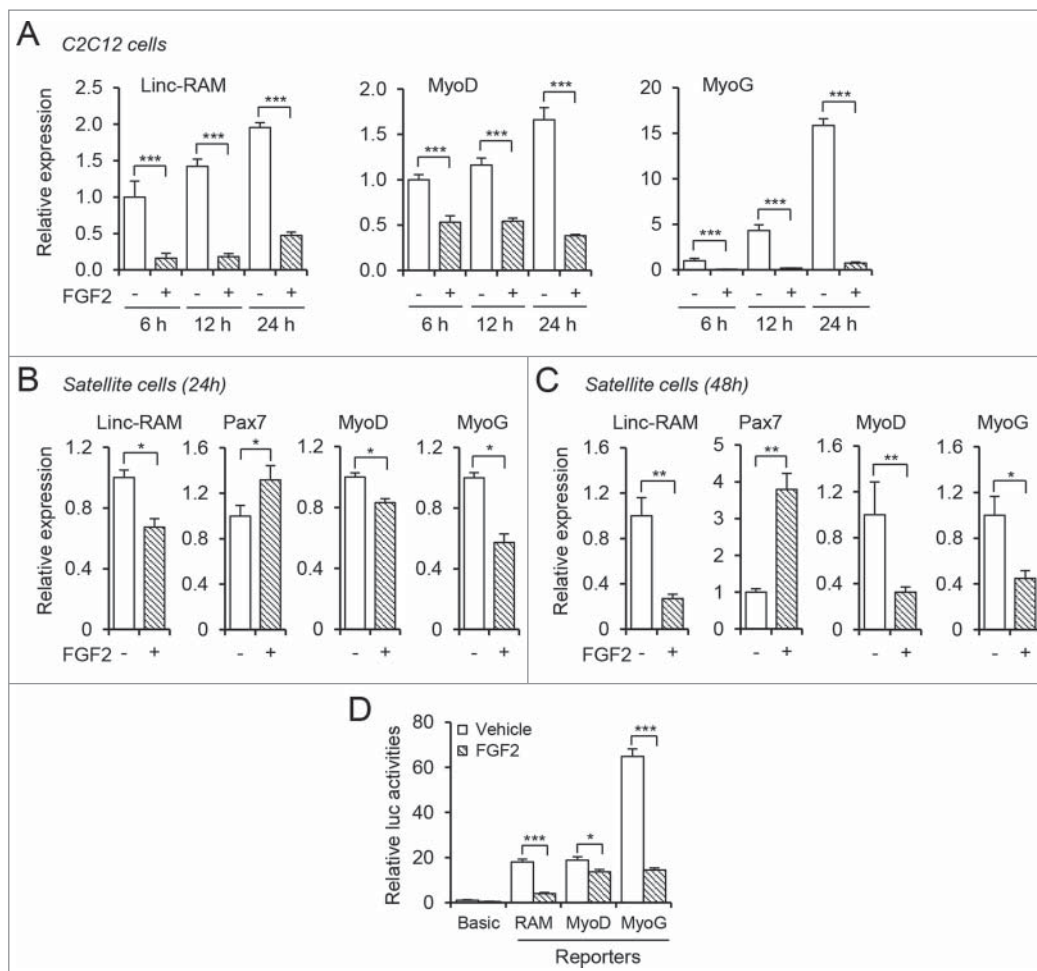 A C2C12 cells
Linc-RAM MyoD MyoG
Relative expression
2.5
2.0
1.5
1.0
0.5
0.0
*** *** ***
2.0
1.5
1.0
0.5
0.0
*** *** ***
20
15
10
5
0
*** *** ***
FGF2 - + - + - + - + - + - + - + - + - +
6 h 12 h 24 h 6 h 12 h 24 h 6 h 12 h 24 h
B Satellite cells (24h)
Linc-RAM Pax7 MyoD MyoG
Relative expression
1.2
0.8
0.4
0
*
1.6
1.2
0.8
0.4
0
*
1.2
0.8
0.4
0
*
1.2
0.8
0.4
0
*
FGF2 - + - + - + - +
C Satellite cells (48h)
Linc-RAM Pax7 MyoD MyoG
Relative expression
1.6
1.2
0.8
0.4
0
**
5
4
3
2
1
0
**
1.6
1.2
0.8
0.4
0
**
1.6
1.2
0.8
0.4
0
*
FGF2 - + - + - + - +
D
Vehicle
FGF2
Relative luc activities
80
60
40
20
0
*** * ***
Basic RAM MyoD MyoG
Reporters